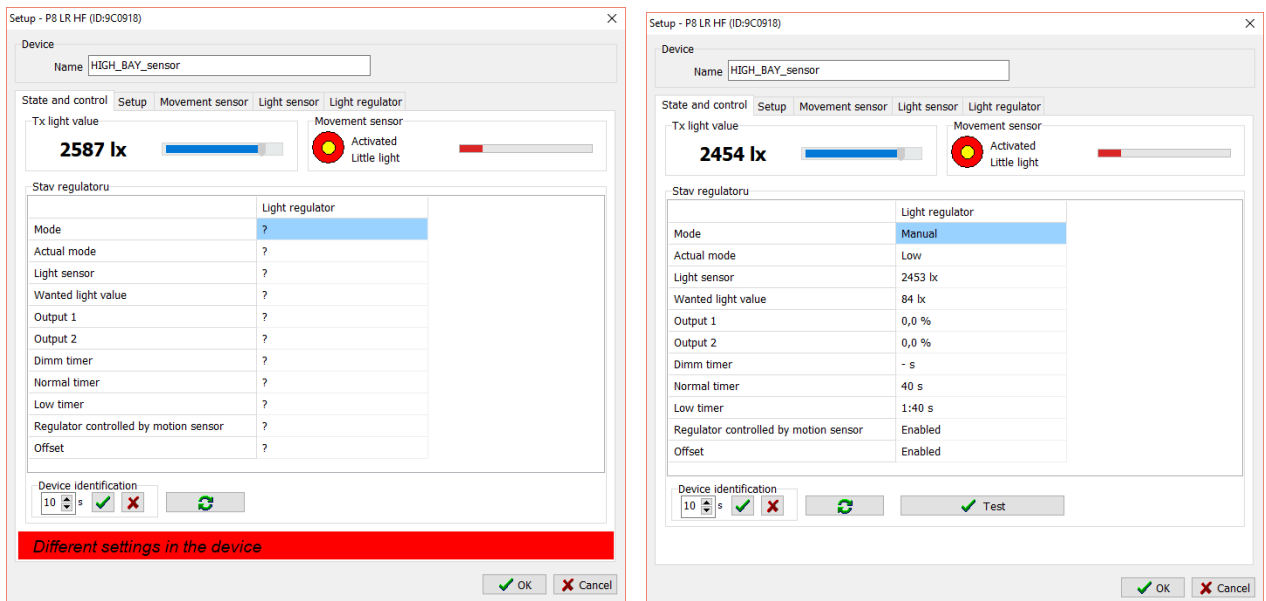 Setup - P8 LR HF (ID:9C0918)
Device
Name HIGH_BAY_sensor
State and control Setup Movement sensor Light sensor Light regulator
Tx light value
2587 lx
Movement sensor
Activated
Little light
Stav regulatoru
Light regulator
Mode ?
Actual mode ?
Light sensor ?
Wanted light value ?
Output 1 ?
Output 2 ?
Dimm timer ?
Normal timer ?
Low timer ?
Regulator controlled by motion sensor ?
Offset ?
Device identification
10 s
Different settings in the device
OK Cancel
Setup - P8 LR HF (ID:9C0918)
Device
Name HIGH_BAY_sensor
State and control Setup Movement sensor Light sensor Light regulator
Tx light value
2454 lx
Movement sensor
Activated
Little light
Stav regulatoru
Light regulator
Mode Manual
Actual mode Low
Light sensor 2453 lx
Wanted light value 84 lx
Output 1 0,0 %
Output 2 0,0 %
Dimm timer - s
Normal timer 40 s
Low timer 1:40 s
Regulator controlled by motion sensor Enabled
Offset Enabled
Device identification
10 s Test
OK Cancel